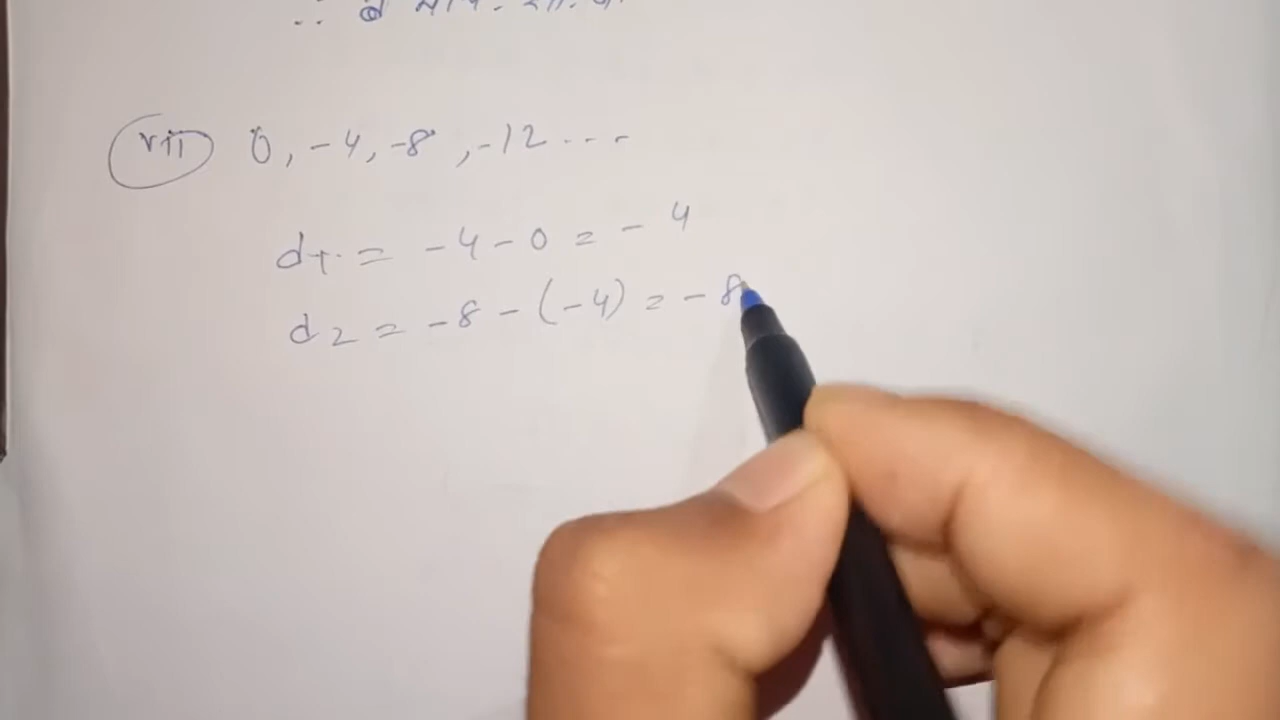 (vii) 0, -4, -8, -12 ...
d1 = -4 - 0 = - 4
d2 = -8 - (-4) = - 8